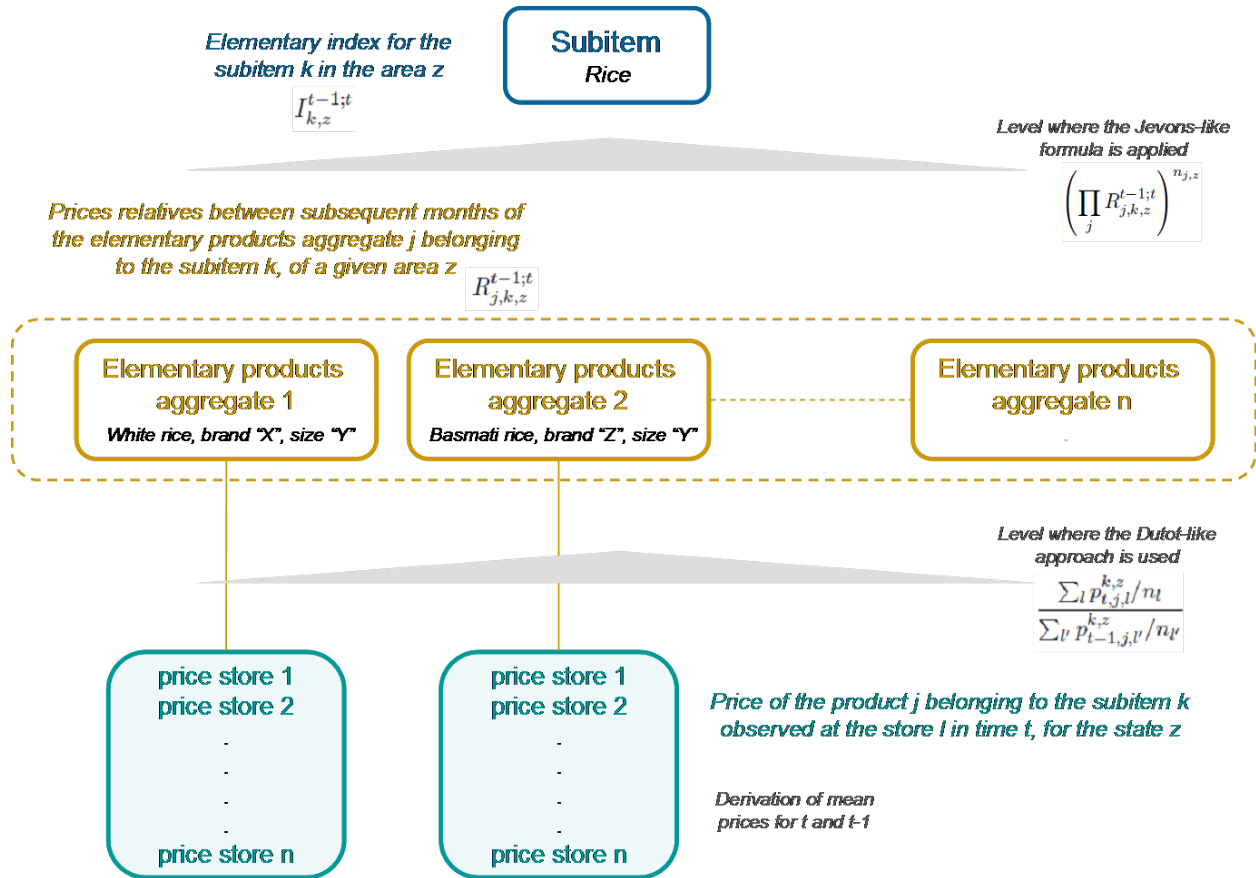 Subitem
Rice
Elementary index for the
subitem k in the area z
I_{k,z}^{t-1;t}
Level where the Jevons-like
formula is applied
(∏_j R_{j,k,z}^{t-1;t})^{n_{j,z}}
Prices relatives between subsequent months of
the elementary products aggregate j belonging
to the subitem k, of a given area z
R_{j,k,z}^{t-1;t}
Elementary products
aggregate 1
White rice, brand “X”, size “Y”
Elementary products
aggregate 2
Basmati rice, brand “Z”, size “Y”
Elementary products
aggregate n
.
Level where the Dutot-like
approach is used
∑_l p_{t,j,l}^{k,z}/n_l
∑_{l'} p_{t-1,j,l'}^{k,z}/n_{l'}
price store 1
price store 2
.
.
.
.
price store n
price store 1
price store 2
.
.
.
.
price store n
Price of the product j belonging to the subitem k
observed at the store l in time t, for the state z
Derivation of mean
prices for t and t-1